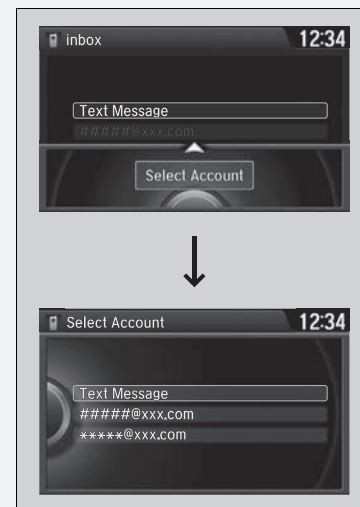 inbox 12:34
Text Message
#####@xxx.com
Select Account
Select Account 12:34
Text Message
#####@xxx.com
*****@xxx.com